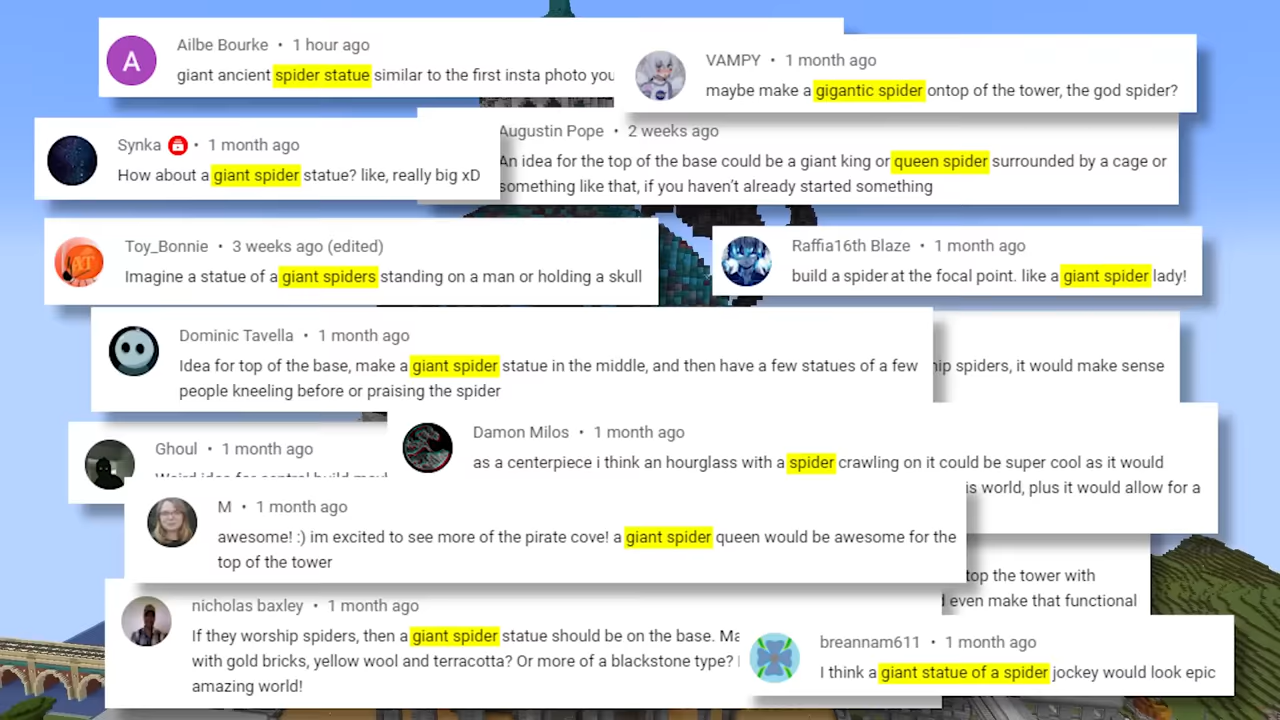 A
Ailbe Bourke • 1 hour ago
giant ancient spider statue similar to the first insta photo you
VAMPY • 1 month ago
maybe make a gigantic spider ontop of the tower, the god spider?
Augustin Pope • 2 weeks ago
An idea for the top of the base could be a giant king or queen spider surrounded by a cage or
something like that, if you haven’t already started something
Synka • 1 month ago
How about a giant spider statue? like, really big xD
Toy_Bonnie • 3 weeks ago (edited)
Imagine a statue of a giant spiders standing on a man or holding a skull
Raffia16th Blaze • 1 month ago
build a spider at the focal point. like a giant spider lady!
Dominic Tavella • 1 month ago
Idea for top of the base, make a giant spider statue in the middle, and then have a few statues of a few
people kneeling before or praising the spider
spiders, it would make sense
Ghoul • 1 month ago
Damon Milos • 1 month ago
as a centerpiece i think an hourglass with a spider crawling on it could be super cool as it would
is world, plus it would allow for a
M • 1 month ago
awesome! :) im excited to see more of the pirate cove! a giant spider queen would be awesome for the
top of the tower
top the tower with
even make that functional
nicholas baxley • 1 month ago
If they worship spiders, then a giant spider statue should be on the base. Ma
with gold bricks, yellow wool and terracotta? Or more of a blackstone type?
amazing world!
breannam611 • 1 month ago
I think a giant statue of a spider jockey would look epic